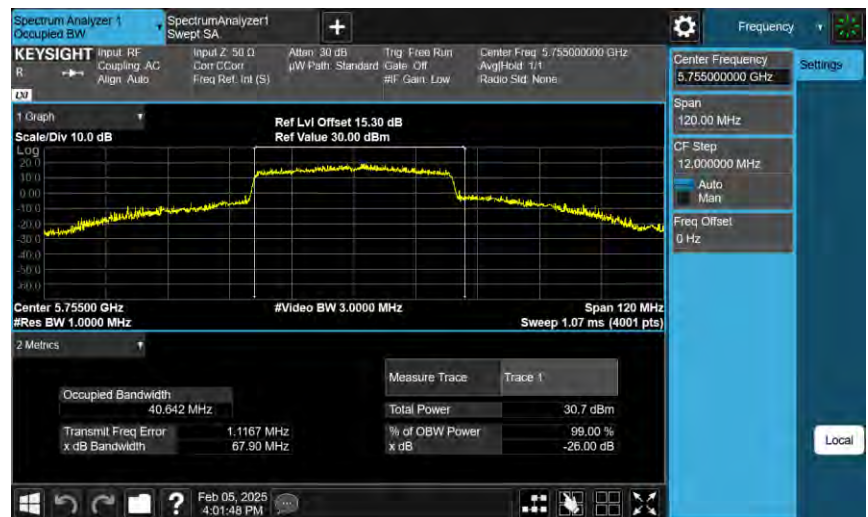 Spectrum Analyzer 1
Occupied BW
SpectrumAnalyzer1
Swept SA
+
Frequency
KEYSIGHT
R
LXI
Input: RF
Coupling: AC
Align: Auto
Input Z: 50 Ω
Corr CCorr
Freq Ref: Int (S)
Atten: 30 dB
µW Path: Standard
Trig: Free Run
Gate: Off
#IF Gain: Low
Center Freq: 5.755000000 GHz
Avg|Hold: 1/1
Radio Std: None
Center Frequency
5.755000000 GHz
Settings
Span
120.00 MHz
CF Step
12.000000 MHz
Auto
Man
Freq Offset
0 Hz
Local
1 Graph
Scale/Div 10.0 dB
Ref Lvl Offset 15.30 dB
Ref Value 30.00 dBm
Log
20.0
10.0
0.00
-10.0
-20.0
-30.0
-40.0
-50.0
-60.0
Center 5.75500 GHz
#Video BW 3.0000 MHz
Span 120 MHz
#Res BW 1.0000 MHz
Sweep 1.07 ms (4001 pts)
2 Metrics
Measure Trace
Trace 1
Occupied Bandwidth
40.642 MHz
Total Power
30.7 dBm
Transmit Freq Error
1.1167 MHz
% of OBW Power
99.00 %
x dB Bandwidth
67.90 MHz
x dB
-26.00 dB
?
Feb 05, 2025
4:01:48 PM